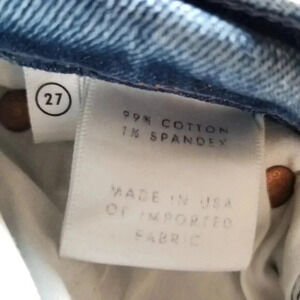 27
99% COTTON
1% SPANDEX
MADE IN USA
OF IMPORTED
FABRIC